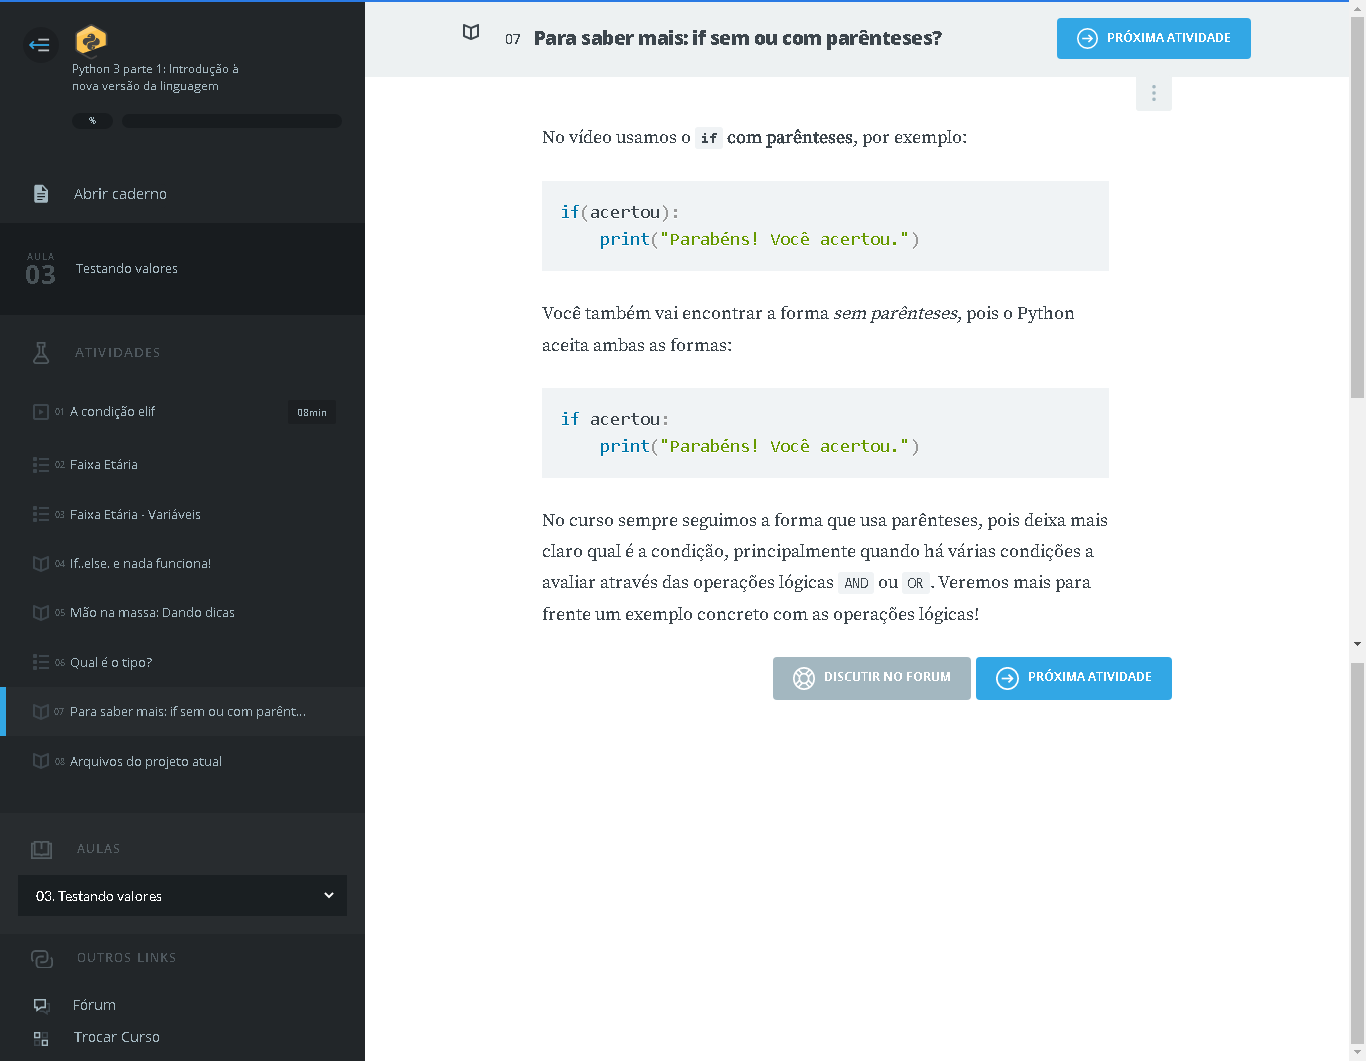 Python 3 parte 1: Introdução à
nova versão da linguagem
%
Abrir caderno
AULA
03
Testando valores
ATIVIDADES
01 A condição elif
08min
02 Faixa Etária
03 Faixa Etária - Variáveis
04 If..else. e nada funciona!
05 Mão na massa: Dando dicas
06 Qual é o tipo?
07 Para saber mais: if sem ou com parênt...
08 Arquivos do projeto atual
AULAS
03. Testando valores
OUTROS LINKS
Fórum
Trocar Curso
07 Para saber mais: if sem ou com parênteses?
PRÓXIMA ATIVIDADE
No vídeo usamos o if com parênteses, por exemplo:
if(acertou):
    print("Parabéns! Você acertou.")
Você também vai encontrar a forma sem parênteses, pois o Python
aceita ambas as formas:
if acertou:
    print("Parabéns! Você acertou.")
No curso sempre seguimos a forma que usa parênteses, pois deixa mais
claro qual é a condição, principalmente quando há várias condições a
avaliar através das operações lógicas AND ou OR. Veremos mais para
frente um exemplo concreto com as operações lógicas!
DISCUTIR NO FORUM
PRÓXIMA ATIVIDADE